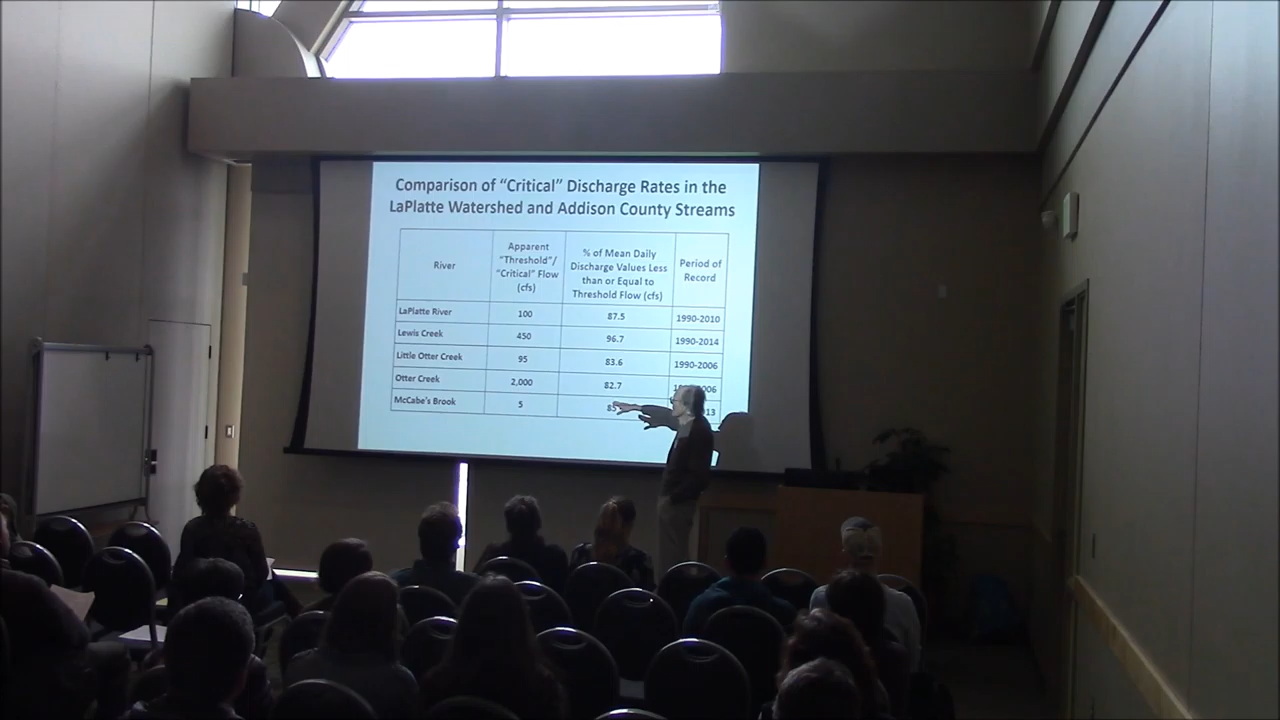 Comparison of “Critical” Discharge Rates in the
LaPlatte Watershed and Addison County Streams
River
Apparent
“Threshold”/
“Critical” Flow
(cfs)
% of Mean Daily
Discharge Values Less
than or Equal to
Threshold Flow (cfs)
Period of
Record
LaPlatte River 100 87.5 1990-2010
Lewis Creek 450 96.7 1990-2014
Little Otter Creek 95 83.6 1990-2006
Otter Creek 2,000 82.7
McCabe's Brook 5